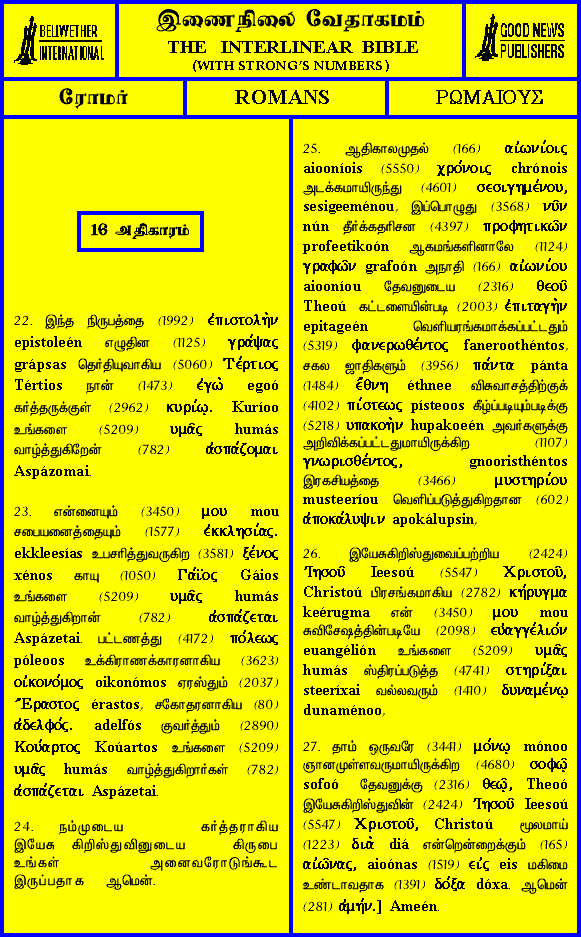 BELLWETHER
INTERNATIONAL
இணைநிலை வேதாகமம்
THE INTERLINEAR BIBLE
(WITH STRONG'S NUMBERS)
GOOD NEWS
PUBLISHERS
ரோமர்
ROMANS
ΡΩΜΑΙΟΥΣ
16 அதிகாரம்
22. இந்த நிருபத்தை (1992) ἐπιστολὴν
epistoleén எழுதின (1125) γράψας
grápsas தெர்தியுவாகிய (5060) Τέρτιος
Tértios நான் (1473) ἐγὼ egoó
கர்த்தருக்குள் (2962) κυρίῳ. Kuríoo
உங்களை (5209) υμᾶς humás
வாழ்த்துகிறேன் (782) ἀσπάζομαι
Aspázomai.
23. என்னையும் (3450) μου mou
சபையனைத்தையும் (1577) ἐκκλησίας.
ekkleesías உபசரித்துவருகிற (3581) ξένος
xénos காயு (1050) Γάϊος Gáios
உங்களை (5209) υμᾶς humás
வாழ்த்துகிறான் (782) ἀσπάζεται
Aspázetai. பட்டணத்து (4172) πόλεως
póleoos உக்கிராணக்காரனாகிய (3623)
οἰκονόμος oikonómos ஏரஸ்தும் (2037)
Ἔραστος érastos, சகோதரனாகிய (80)
ἀδελφός. adelfós குவர்த்தும் (2890)
Κούαρτος Koúartos உங்களை (5209)
υμᾶς humás வாழ்த்துகிறார்கள் (782)
ἀσπάζεται Aspázetai.
24. நம்முடைய கர்த்தராகிய
இயேசு கிறிஸ்துவினுடைய கிருபை
உங்கள் அனைவரோடுங்கூட
இருப்பதாக ஆமென்.
25. ஆதிகாலமுதல் (166) αἰωνίοις
aiooníois (5550) χρόνοις chrónois
அடக்கமாயிருந்து (4601) σεσιγημένου,
sesigeeménou, இப்பொழுது (3568) νῦν
nún தீர்க்கதரிசன (4397) προφητικῶν
profeetikoón ஆகமங்களினாலே (1124)
γραφῶν grafoón அநாதி (166) αἰωνίου
aiooníou தேவனுடைய (2316) θεοῦ
Theoú கட்டளையின்படி (2003) ἐπιταγὴν
epitageén வெளியரங்கமாக்கப்பட்டதும்
(5319) φανερωθέντος faneroothéntos,
சகல ஜாதிகளும் (3956) πάντα pánta
(1484) ἔθνη éthnee விசுவாசத்திற்குக்
(4102) πίστεως písteoos கீழ்ப்படியும்படிக்கு
(5218) υπακοὴν hupakoeén அவர்களுக்கு
அறிவிக்கப்பட்டதுமாயிருக்கிற (1107)
γνωρισθέντος, gnooristhéntos
இரகசியத்தை (3466) μυστηρίου
musteeríou வெளிப்படுத்துகிறதான (602)
ἀποκάλυψιν apokálupsin,
26. இயேசுகிறிஸ்துவைப்பற்றிய (2424)
Ἰησοῦ Ieesoú (5547) Χριστοῦ,
Christoú பிரசங்கமாகிய (2782) κήρυγμα
keérugma என் (3450) μου mou
சுவிசேஷத்தின்படியே (2098) εὐαγγέλιόν
euangélión உங்களை (5209) υμᾶς
humás ஸ்திரப்படுத்த (4741) στηρίξαι
steeríxai வல்லவரும் (1410) δυναμένῳ
dunaménoo,
27. தாம் ஒருவரே (3441) μόνῳ mónoo
ஞானமுள்ளவருமாயிருக்கிற (4680) σοφῷ
sofoó தேவனுக்கு (2316) θεῷ, Theoó
இயேசுகிறிஸ்துவின் (2424) Ἰησοῦ Ieesoú
(5547) Χριστοῦ, Christoú மூலமாய்
(1223) διὰ diá என்றென்றைக்கும் (165)
αἰῶνας, aioónas (1519) εἰς eis மகிமை
உண்டாவதாக (1391) δόξα dóxa. ஆமென்
(281) ἀμήν.] Ameén.